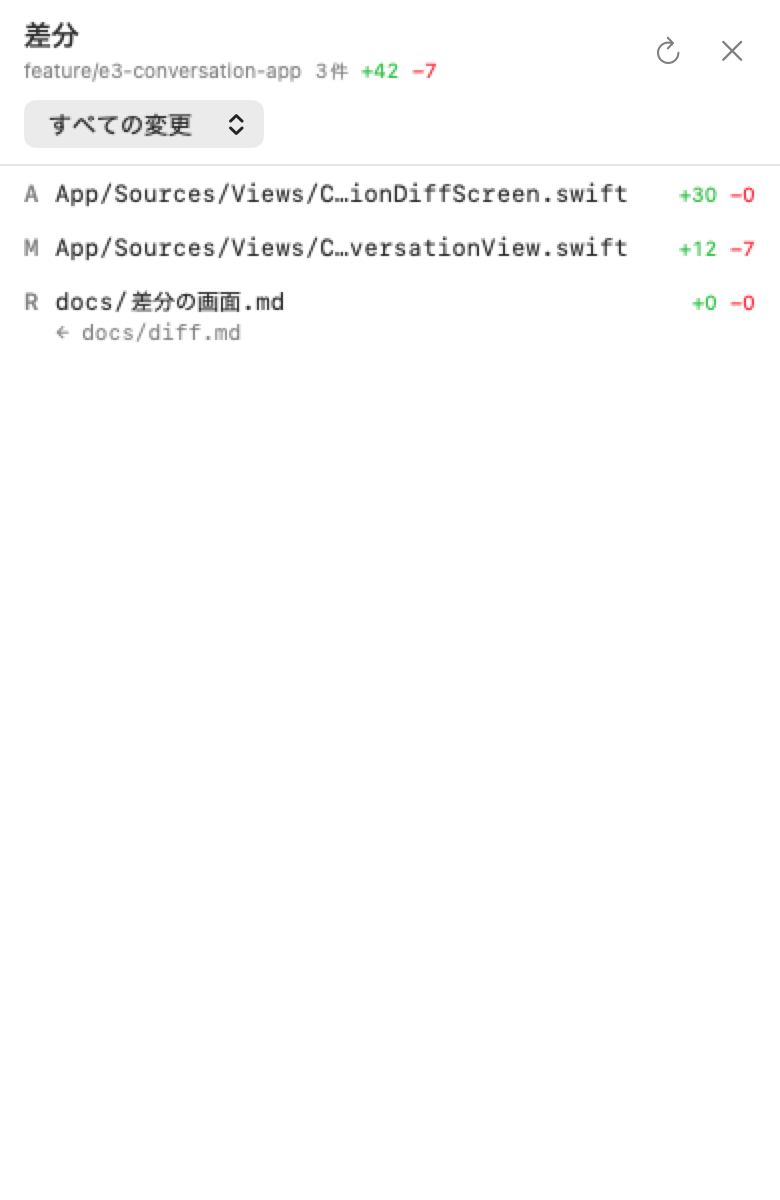 差分
feature/e3-conversation-app 3件 +42 −7
すべての変更
A App/Sources/Views/C…ionDiffScreen.swift +30 −0
M App/Sources/Views/C…versationView.swift +12 −7
R docs/差分の画面.md +0 −0
← docs/diff.md